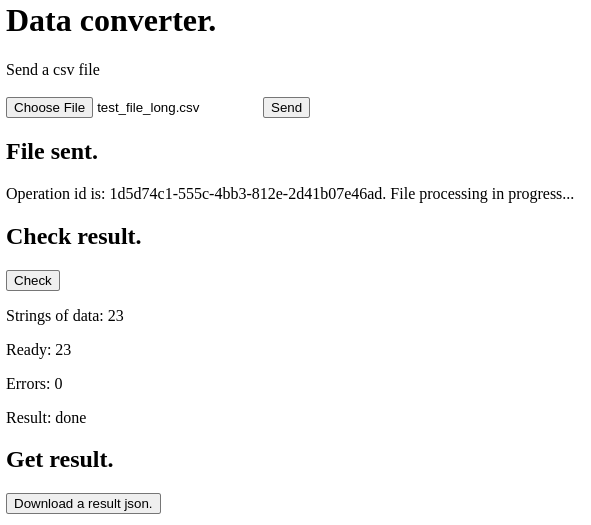 Data converter.
Send a csv file
Choose File test_file_long.csv Send
File sent.
Operation id is: 1d5d74c1-555c-4bb3-812e-2d41b07e46ad. File processing in progress...
Check result.
Check
Strings of data: 23
Ready: 23
Errors: 0
Result: done
Get result.
Download a result json.